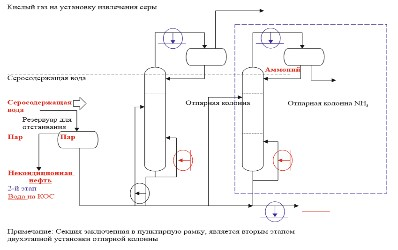 Кислый газ на установку извлечения серы
Серосодержащая вода
Аммоний
Серосодержащая
вода
Отпарная колонна
Отпарная колонна NH₃
Резервуар для
отстаивания
Пар
Пар
Некондиционная
нефть
2-й этап
Вода на КОС
Примечание: Секция заключенная в пунктирную рамку, является вторым этапом
двухэтапной установки отпарной колонны